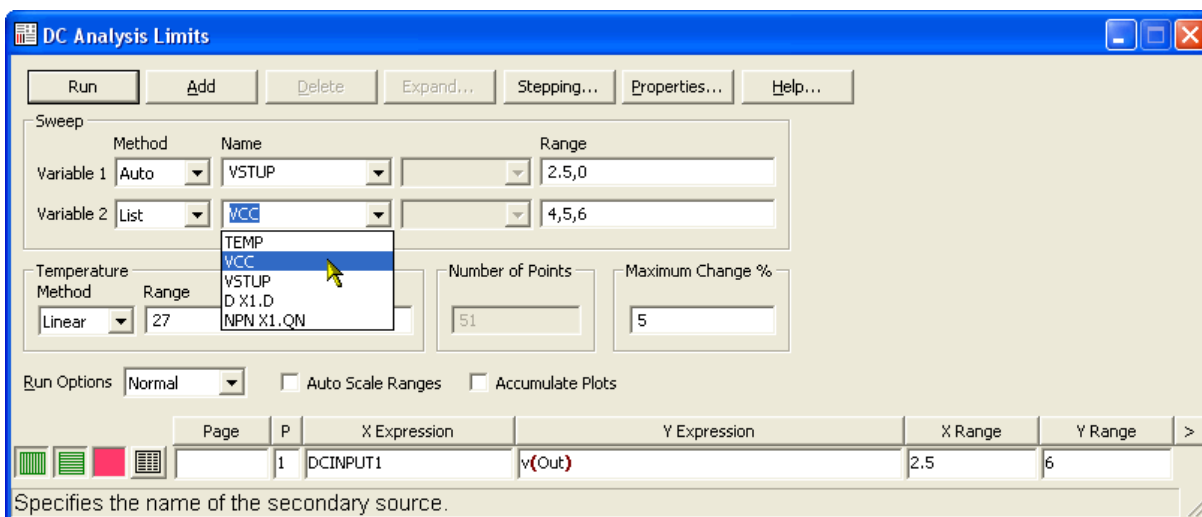 DC Analysis Limits
Run Add Delete Expand... Stepping... Properties... Help...
Sweep
Method Name Range
Variable 1 Auto VSTUP 2.5,0
Variable 2 List VCC 4,5,6
TEMP
VCC
VSTUP
D X1.D
NPN X1.QN
Temperature Number of Points Maximum Change %
Method Range
Linear 27 51 5
Run Options Normal Auto Scale Ranges Accumulate Plots
Page P X Expression Y Expression X Range Y Range >
1 DCINPUT1 v(Out) 2.5 6
Specifies the name of the secondary source.